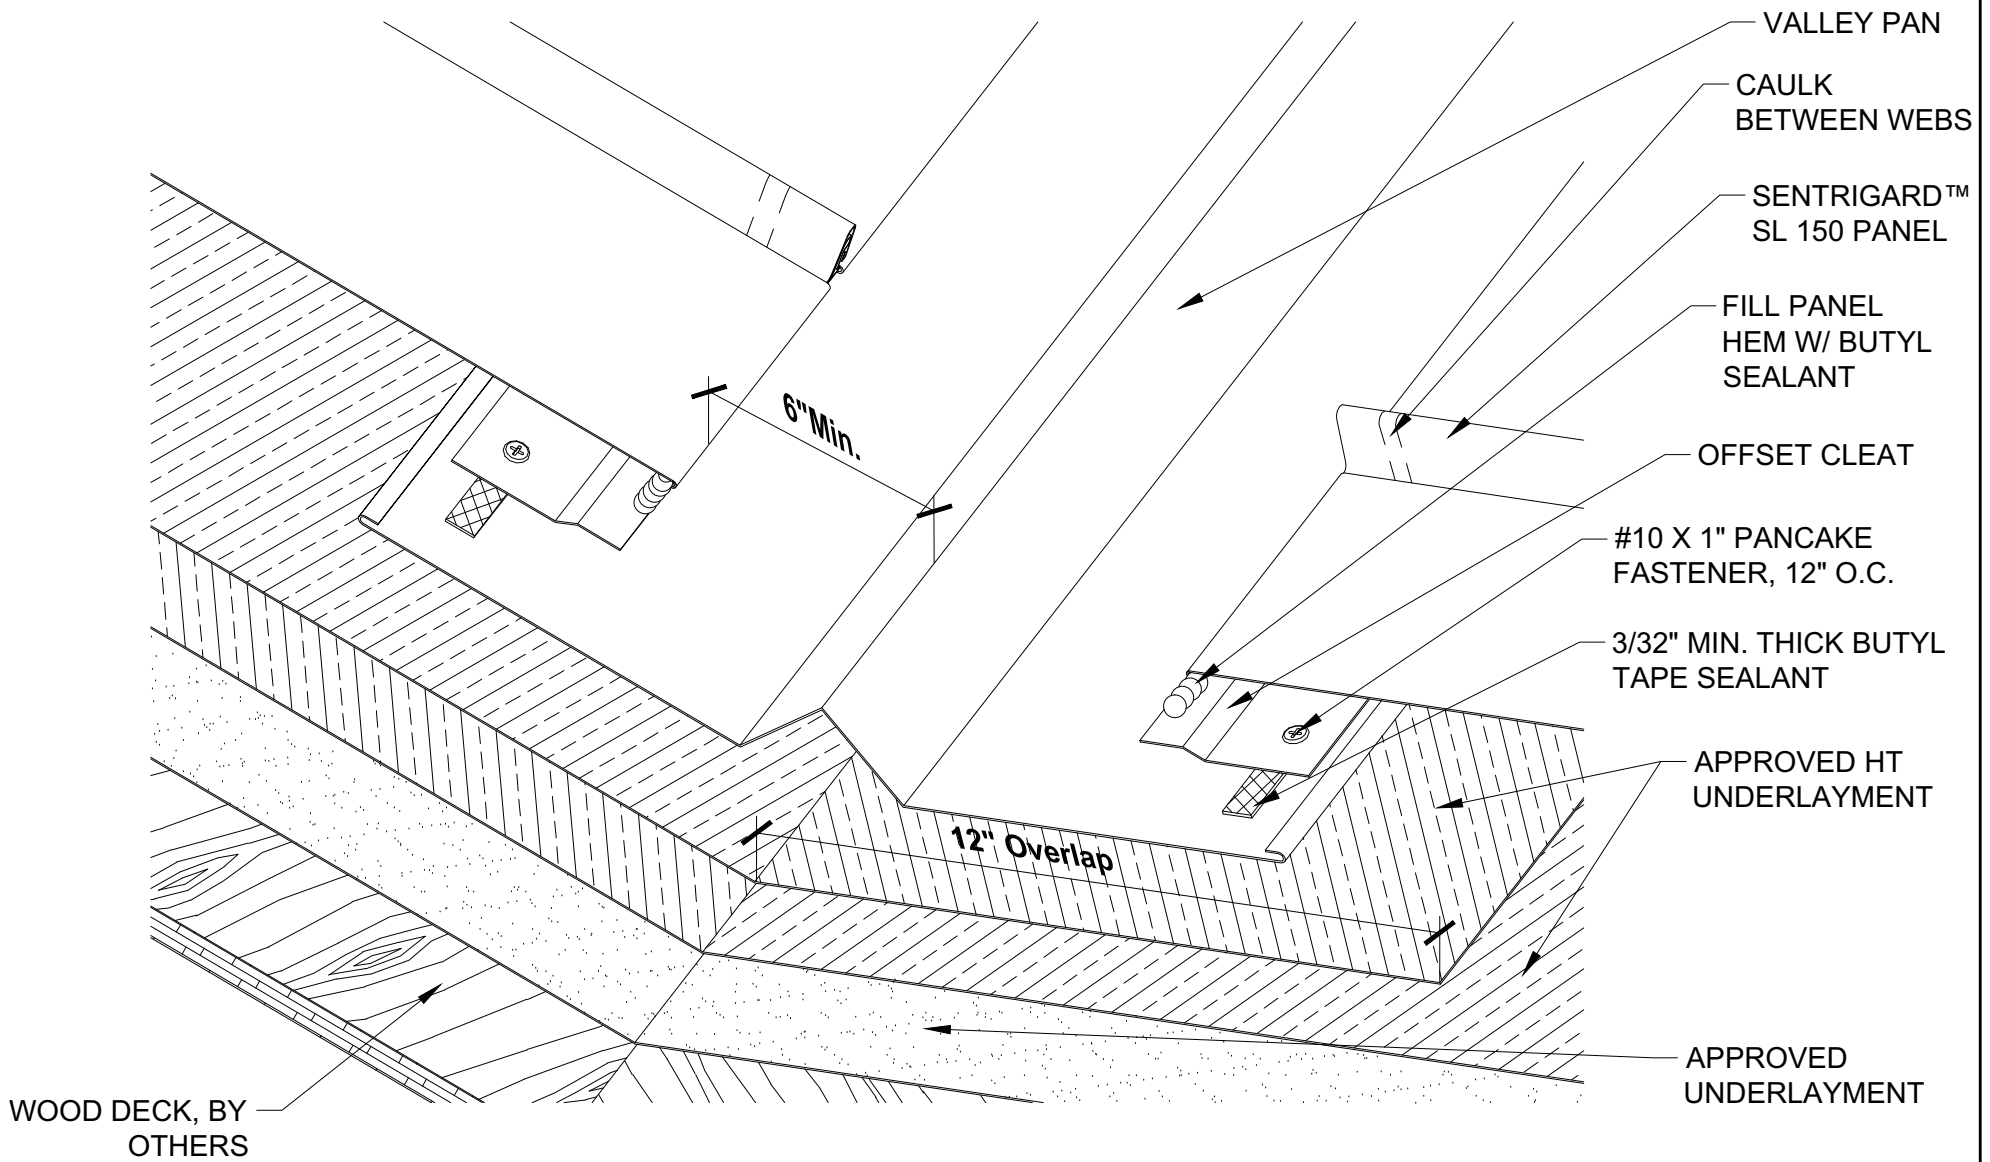 VALLEY PAN
CAULK
BETWEEN WEBS
SENTRIGARD™
SL 150 PANEL
FILL PANEL
HEM W/ BUTYL
SEALANT
6"Min.
OFFSET CLEAT
#10 X 1" PANCAKE
FASTENER, 12" O.C.
3/32" MIN. THICK BUTYL
TAPE SEALANT
APPROVED HT
UNDERLAYMENT
12" Overlap
APPROVED
UNDERLAYMENT
WOOD DECK, BY
OTHERS